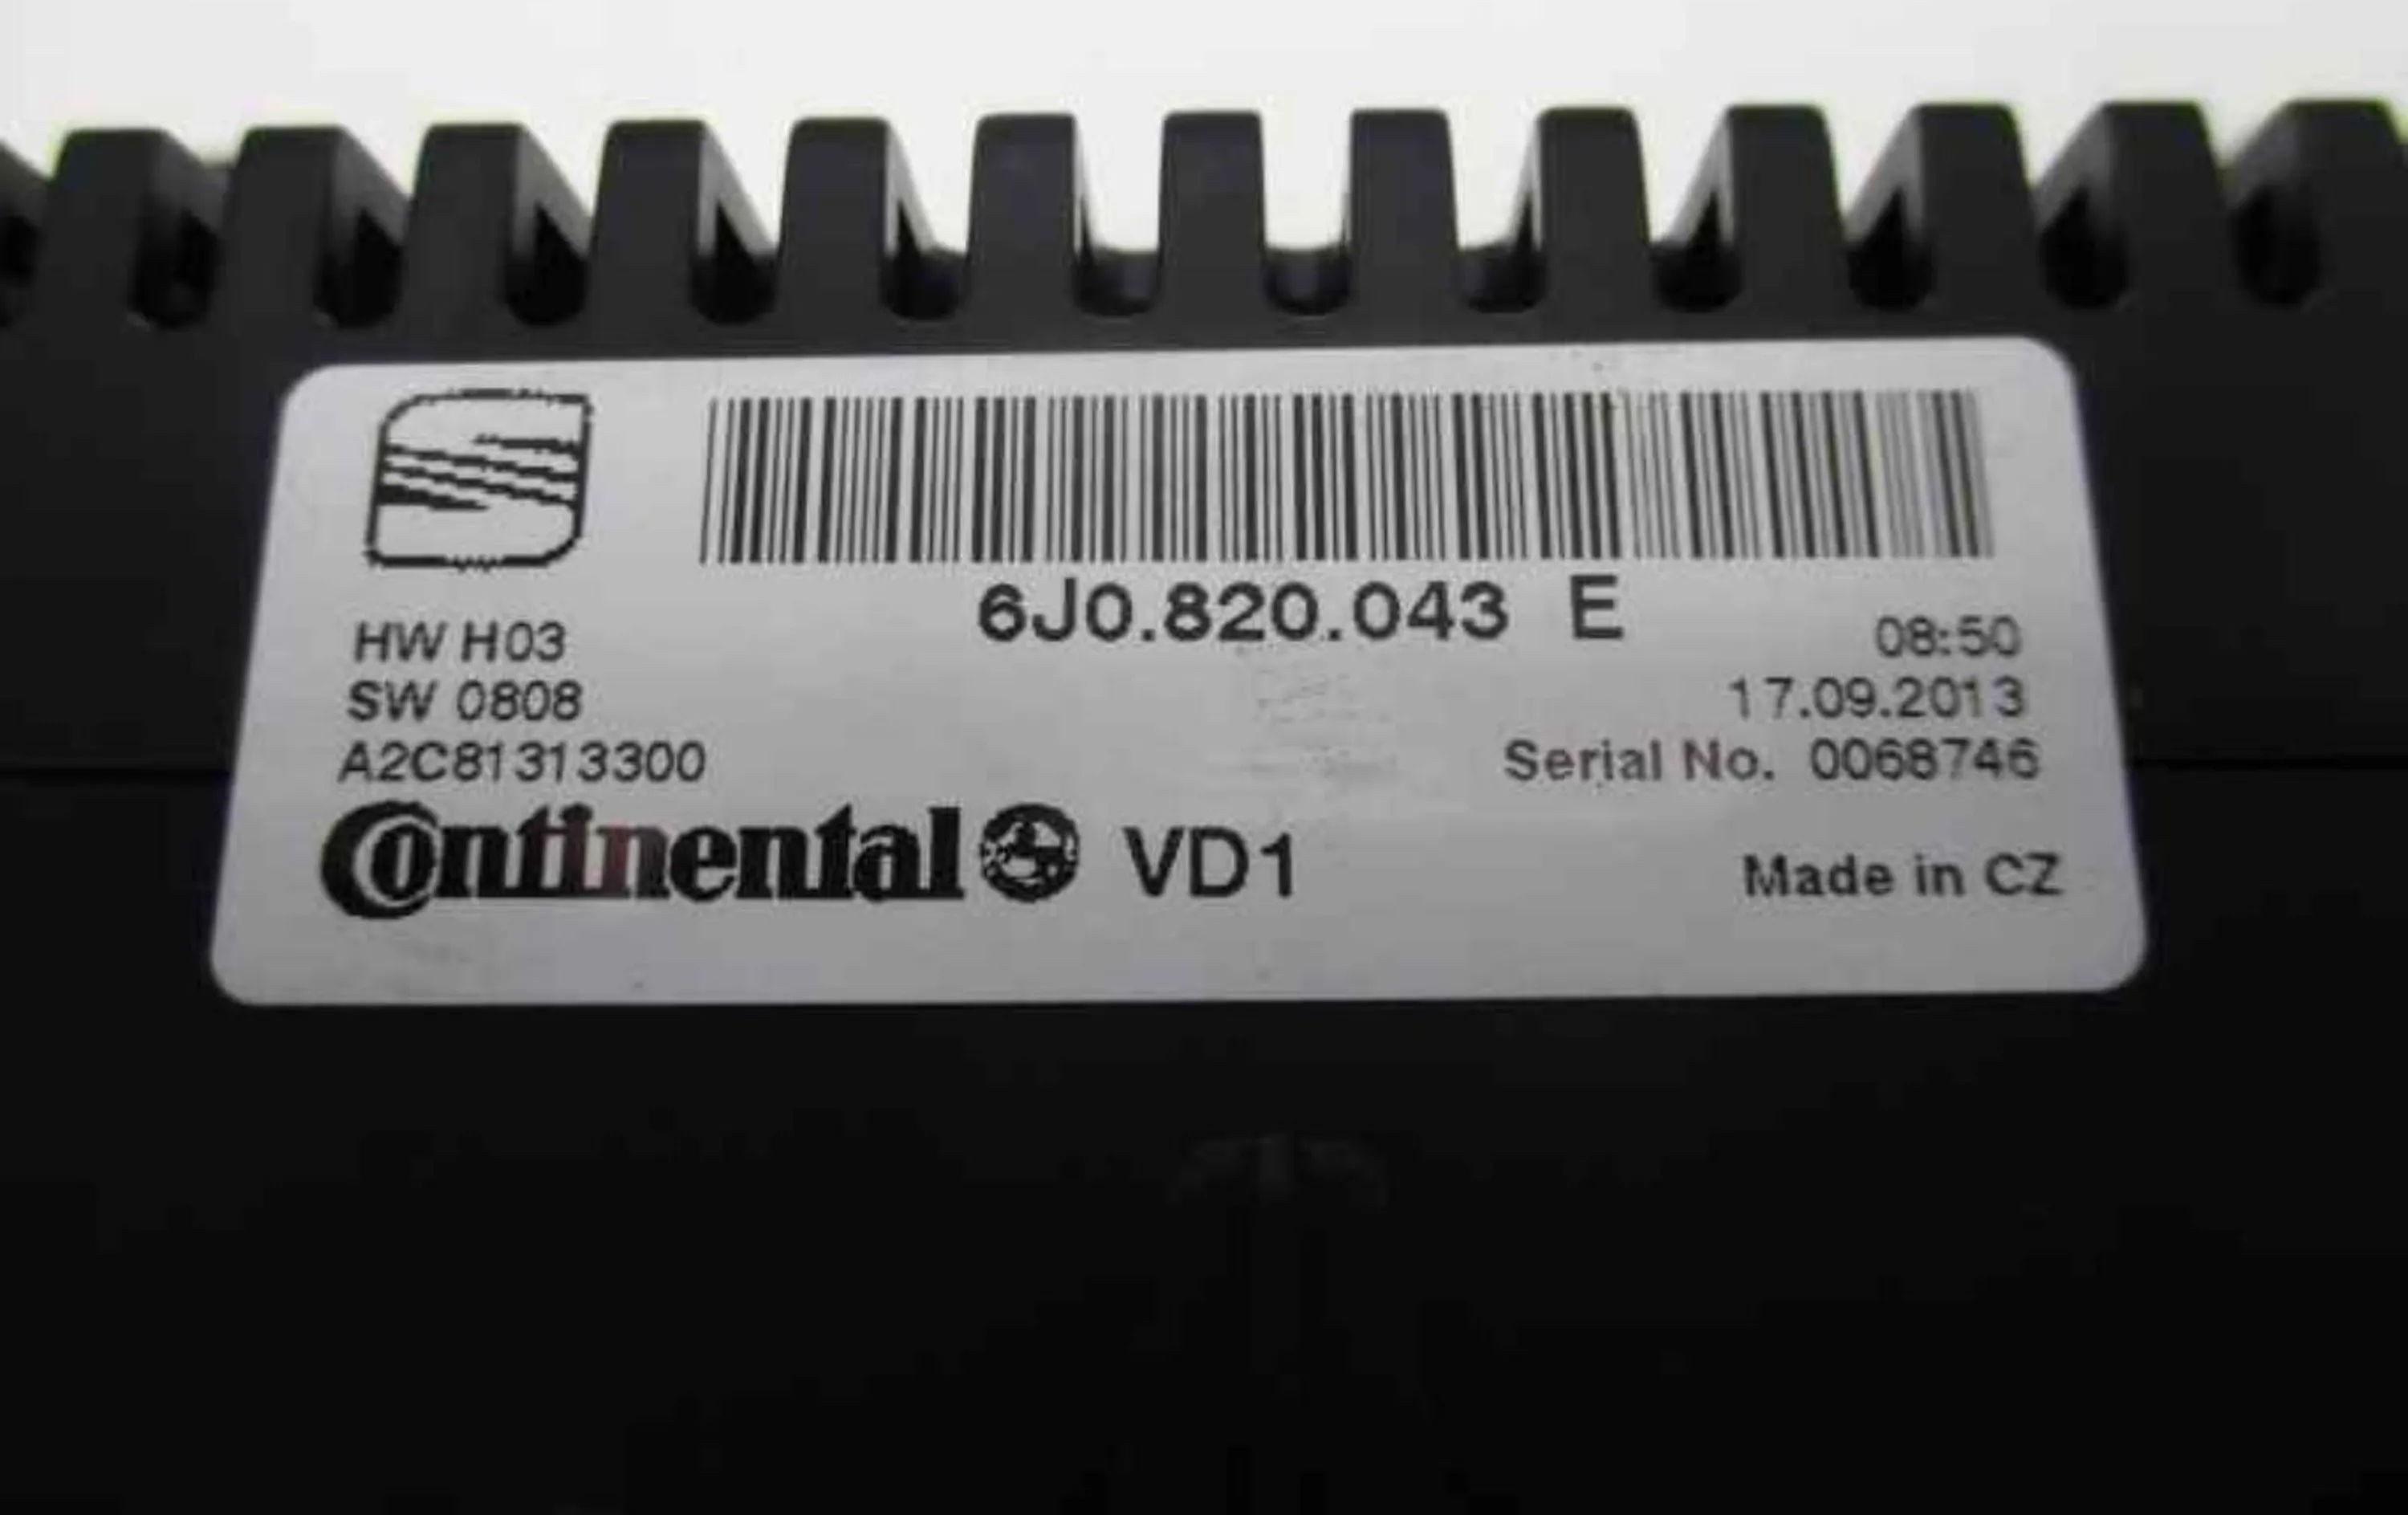 6J0.820.043 E
HW H03
08:50
SW 0808
17.09.2013
A2C81313300
Serial No. 0068746
Continental VD1
Made in CZ